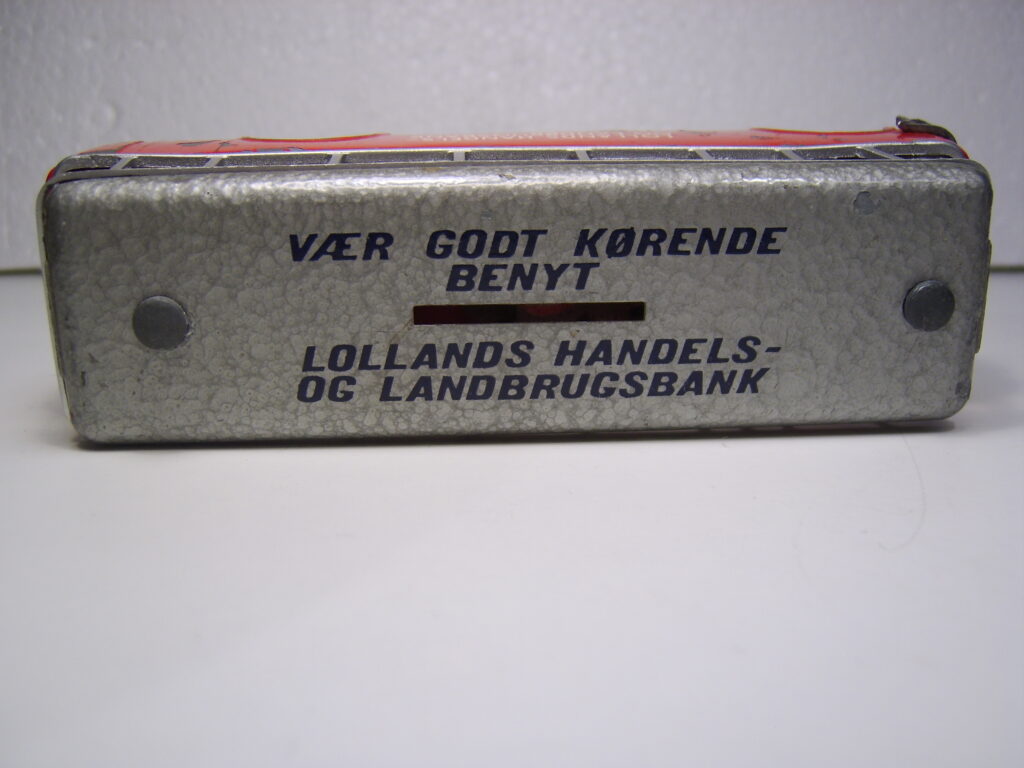 VÆR GODT KØRENDE
BENYT
LOLLANDS HANDELS-
OG LANDBRUGSBANK